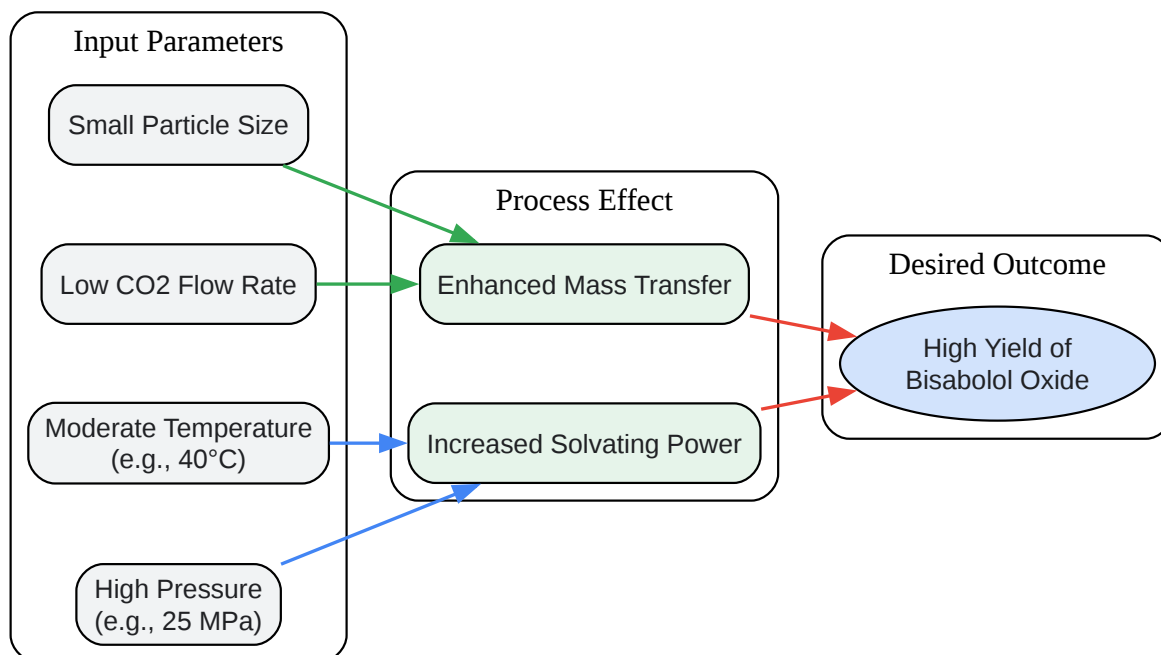 Input Parameters
Small Particle Size
Low CO2 Flow Rate
Moderate Temperature
(e.g., 40°C)
High Pressure
(e.g., 25 MPa)
Process Effect
Enhanced Mass Transfer
Increased Solvating Power
Desired Outcome
High Yield of
Bisabolol Oxide